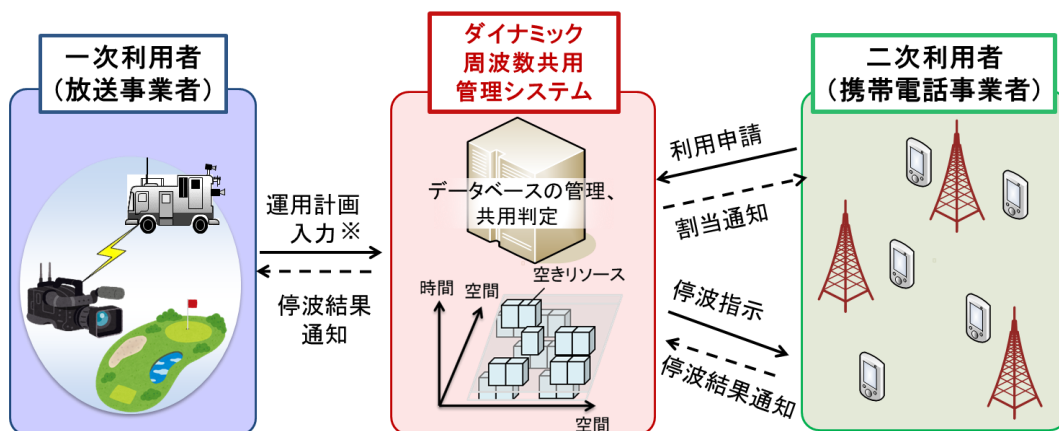 一次利用者
(放送事業者)
運用計画
入力※
停波結果
通知
ダイナミック
周波数共用
管理システム
データベースの管理、
共用判定
空きリソース
時間
空間
空間
利用申請
割当通知
停波指示
停波結果通知
二次利用者
(携帯電話事業者)